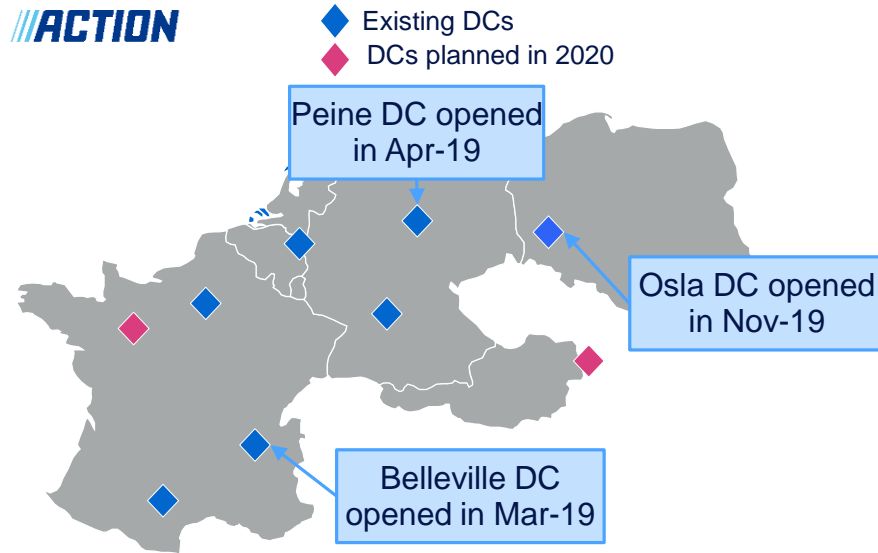 ACTION
Existing DCs
DCs planned in 2020
Peine DC opened
in Apr-19
Osla DC opened
in Nov-19
Belleville DC
opened in Mar-19